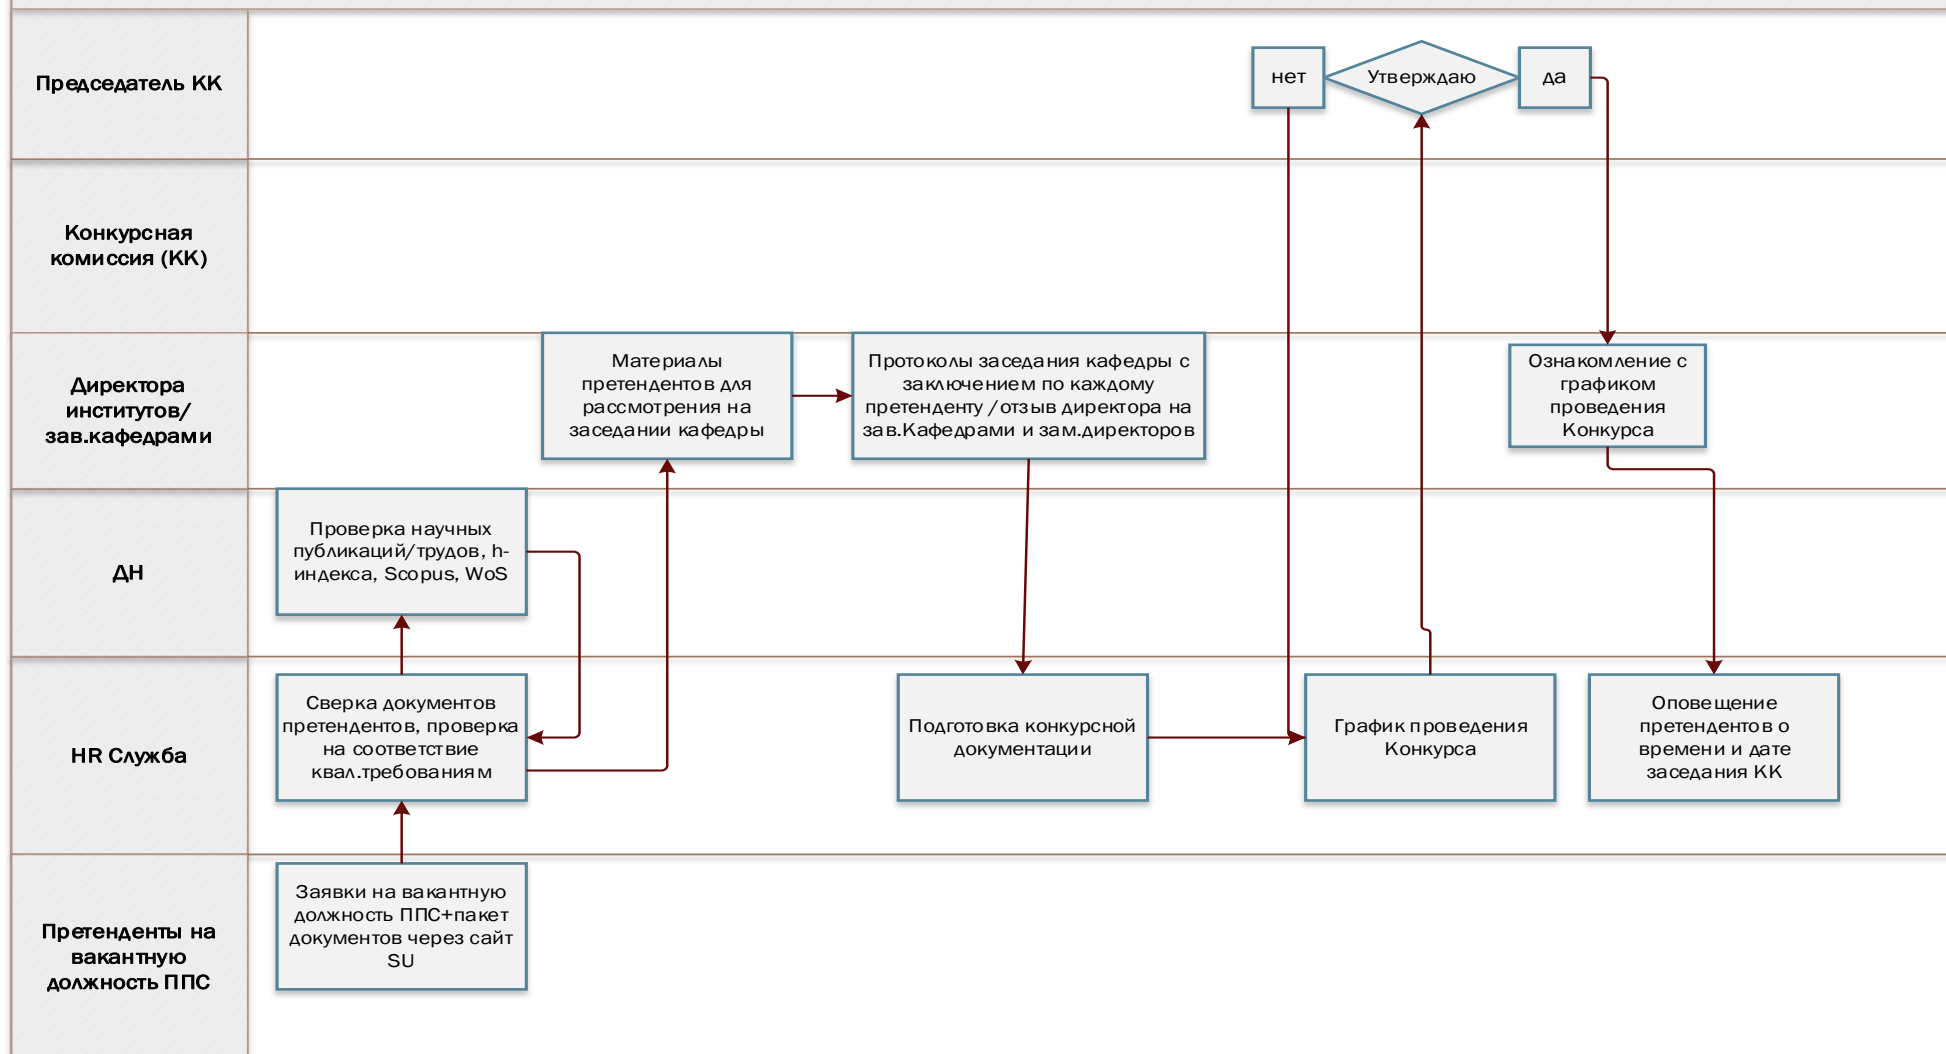 Председатель КК
нет
Утверждаю
да
Конкурсная
комиссия (КК)
Директора
институтов/
зав.кафедрами
Материалы
претендентов для
рассмотрения на
заседании кафедры
Протоколы заседания кафедры с
заключением по каждому
претенденту /отзыв директора на
зав.Кафедрами и зам.директоров
Ознакомление с
графиком
проведения
Конкурса
ДН
Проверка научных
публикаций/трудов, h-
индекса, Scopus, WoS
HR Служба
Сверка документов
претендентов, проверка
на соответствие
квал.требованиям
Подготовка конкурсной
документации
График проведения
Конкурса
Оповещение
претендентов о
времени и дате
заседания КК
Претенденты на
вакантную
должность ППС
Заявки на вакантную
должность ППС+пакет
документов через сайт
SU